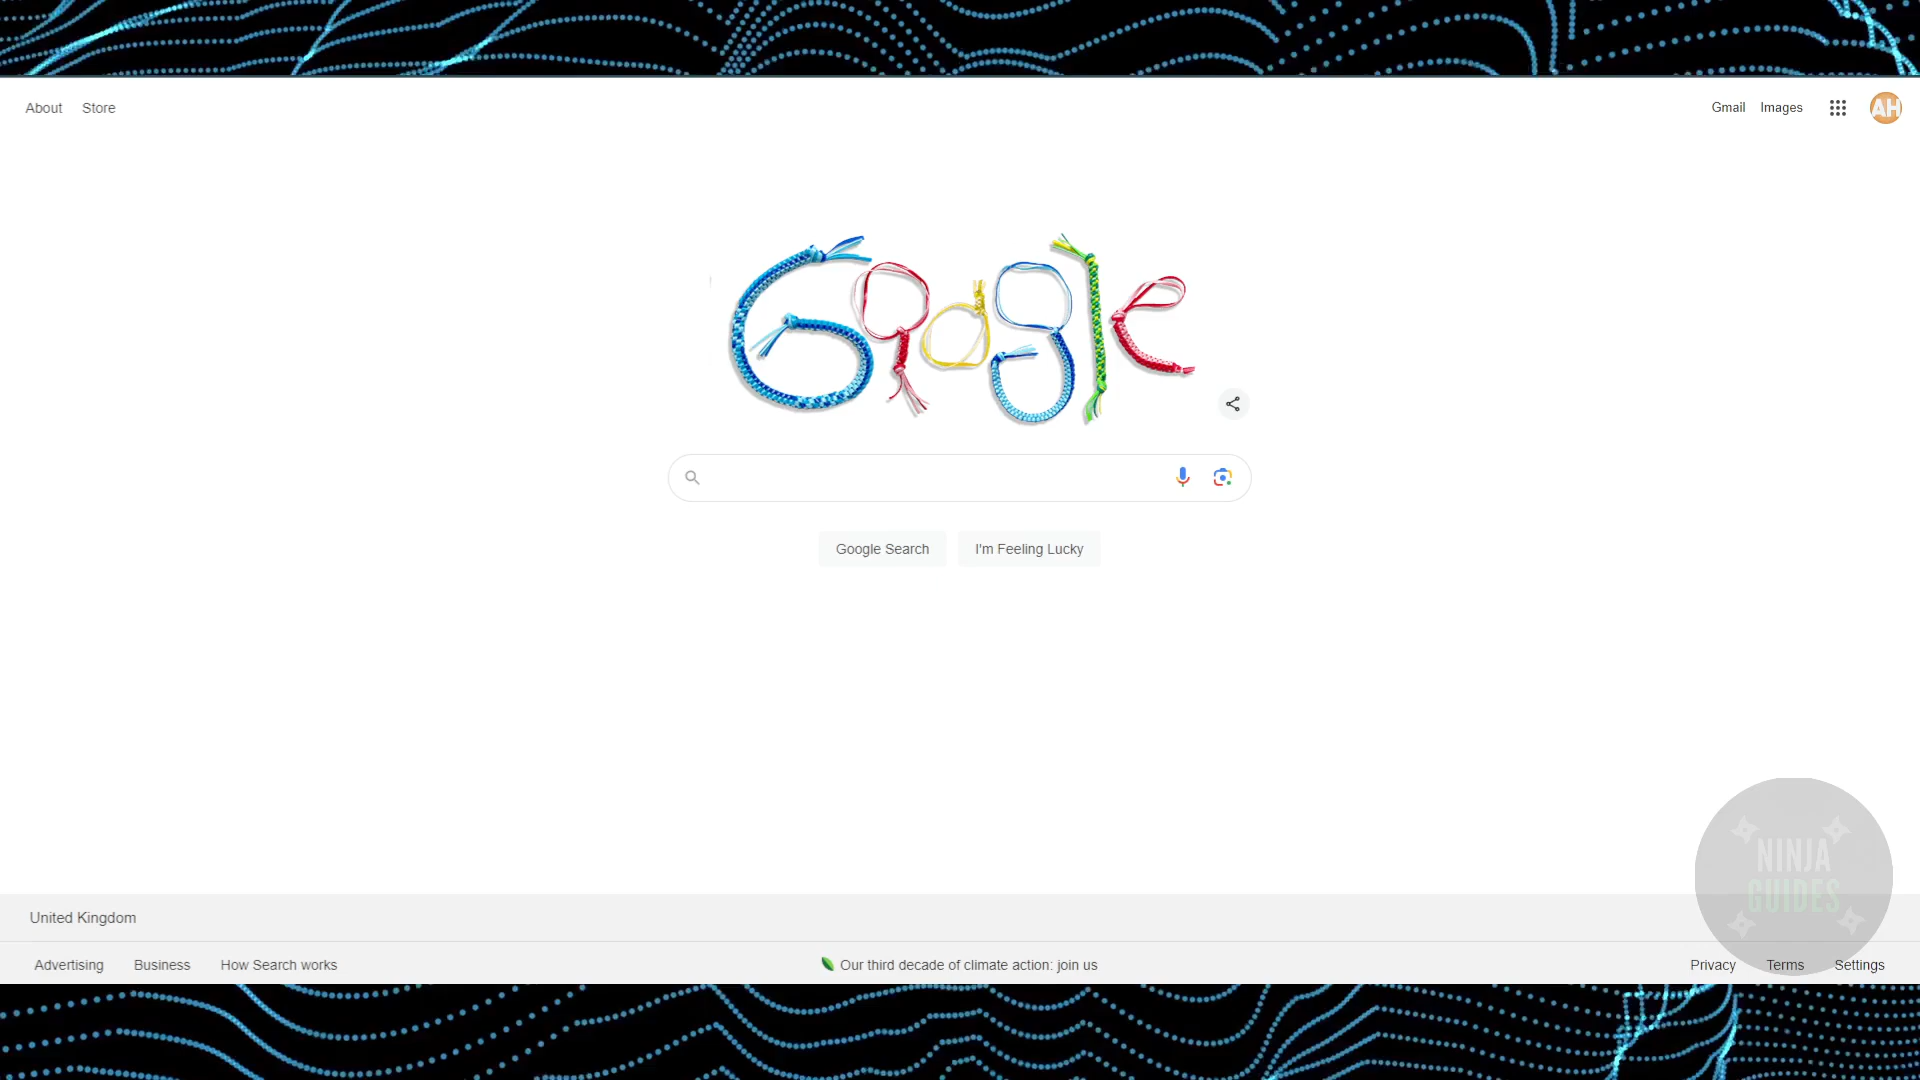 About Store
Gmail Images
AH
Google
Google Search
I'm Feeling Lucky
NINJA
GUIDES
United Kingdom
Advertising Business How Search works
Our third decade of climate action: join us
Privacy Terms Settings